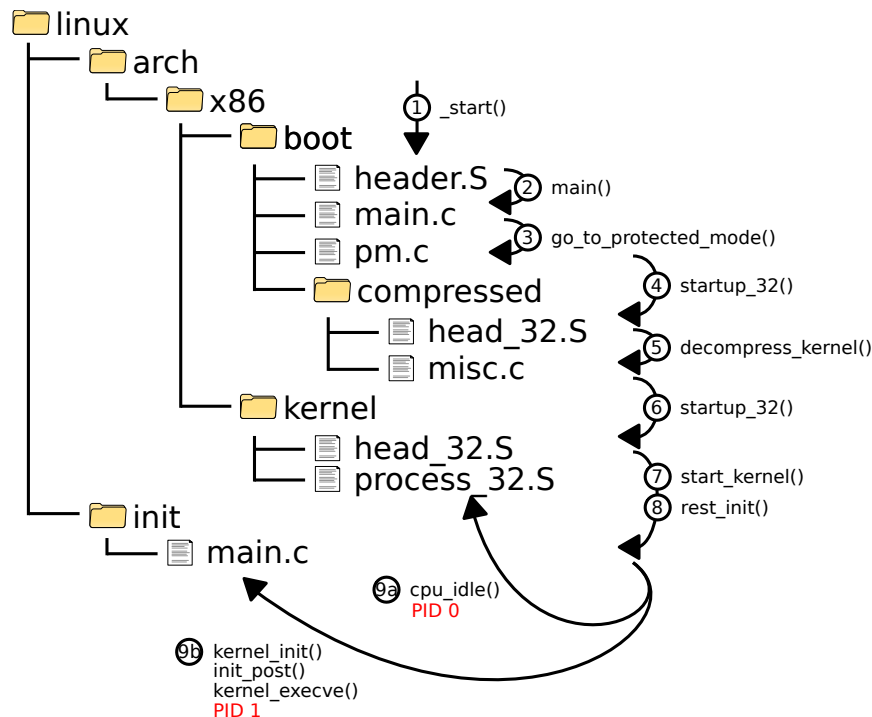 linux
arch
x86
1 _start()
boot
header.S
2 main()
main.c
3 go_to_protected_mode()
pm.c
4 startup_32()
compressed
head_32.S
5 decompress_kernel()
misc.c
6 startup_32()
kernel
head_32.S
7 start_kernel()
process_32.S
8 rest_init()
init
main.c
9a cpu_idle()
PID 0
9b kernel_init()
init_post()
kernel_execve()
PID 1